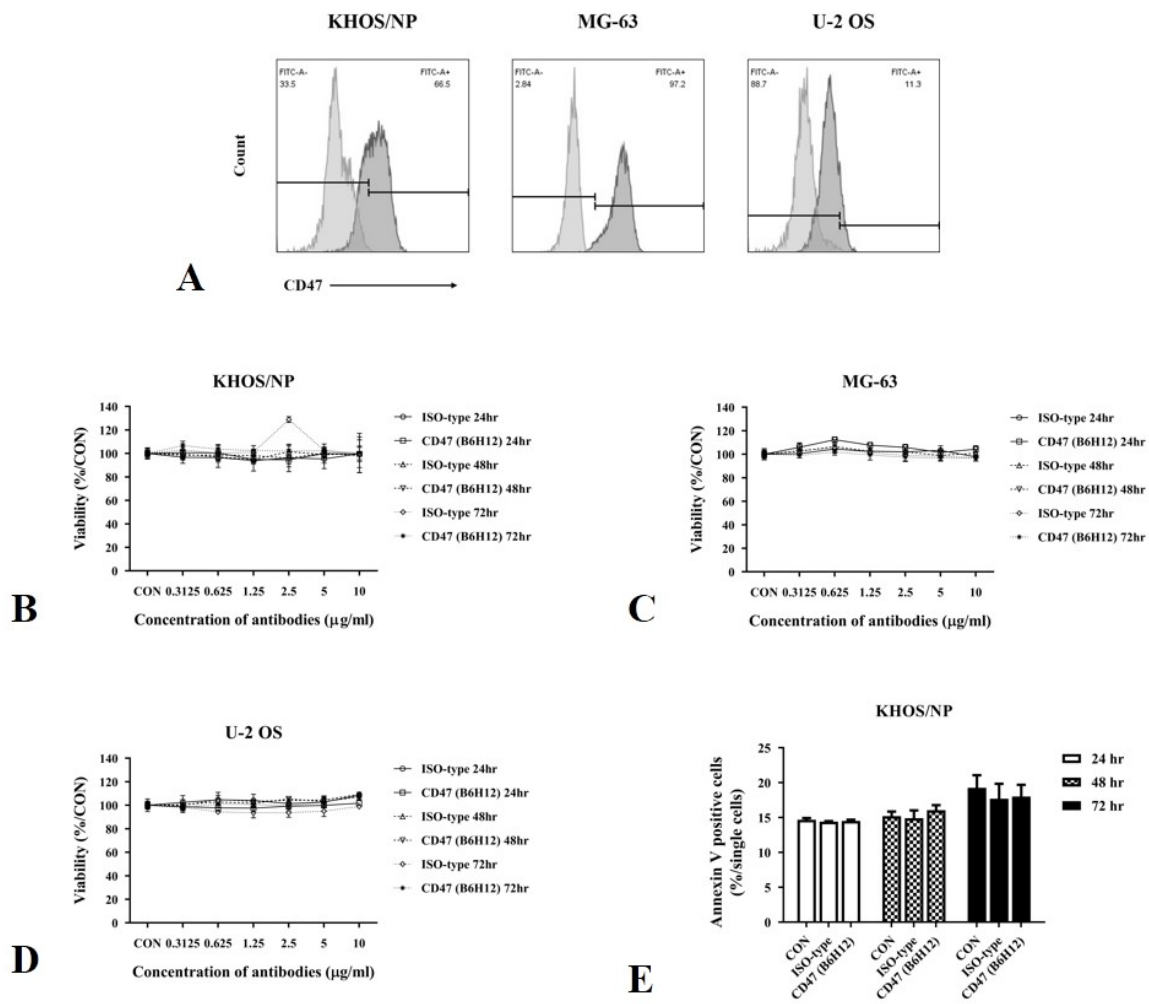 KHOS/NP
MG-63
U-2 OS
FITC-A-
33.5
FITC-A+
66.5
FITC-A-
2.84
FITC-A+
97.2
FITC-A-
88.7
FITC-A+
11.3
Count
A
CD47
KHOS/NP
Viability (%/CON)
140
120
100
80
60
40
20
0
CON 0.3125 0.625 1.25 2.5 5 10
Concentration of antibodies (µg/ml)
ISO-type 24hr
CD47 (B6H12) 24hr
ISO-type 48hr
CD47 (B6H12) 48hr
ISO-type 72hr
CD47 (B6H12) 72hr
B
MG-63
Viability (%/CON)
140
120
100
80
60
40
20
0
CON 0.3125 0.625 1.25 2.5 5 10
Concentration of antibodies (µg/ml)
ISO-type 24hr
CD47 (B6H12) 24hr
ISO-type 48hr
CD47 (B6H12) 48hr
ISO-type 72hr
CD47 (B6H12) 72hr
C
U-2 OS
Viability (%/CON)
140
120
100
80
60
40
20
0
CON 0.3125 0.625 1.25 2.5 5 10
Concentration of antibodies (µg/ml)
ISO-type 24hr
CD47 (B6H12) 24hr
ISO-type 48hr
CD47 (B6H12) 48hr
ISO-type 72hr
CD47 (B6H12) 72hr
D
KHOS/NP
Annexin V positive cells
(%/single cells)
25
20
15
10
5
0
CON
ISO-type
CD47 (B6H12)
CON
ISO-type
CD47 (B6H12)
CON
ISO-type
CD47 (B6H12)
24 hr
48 hr
72 hr
E